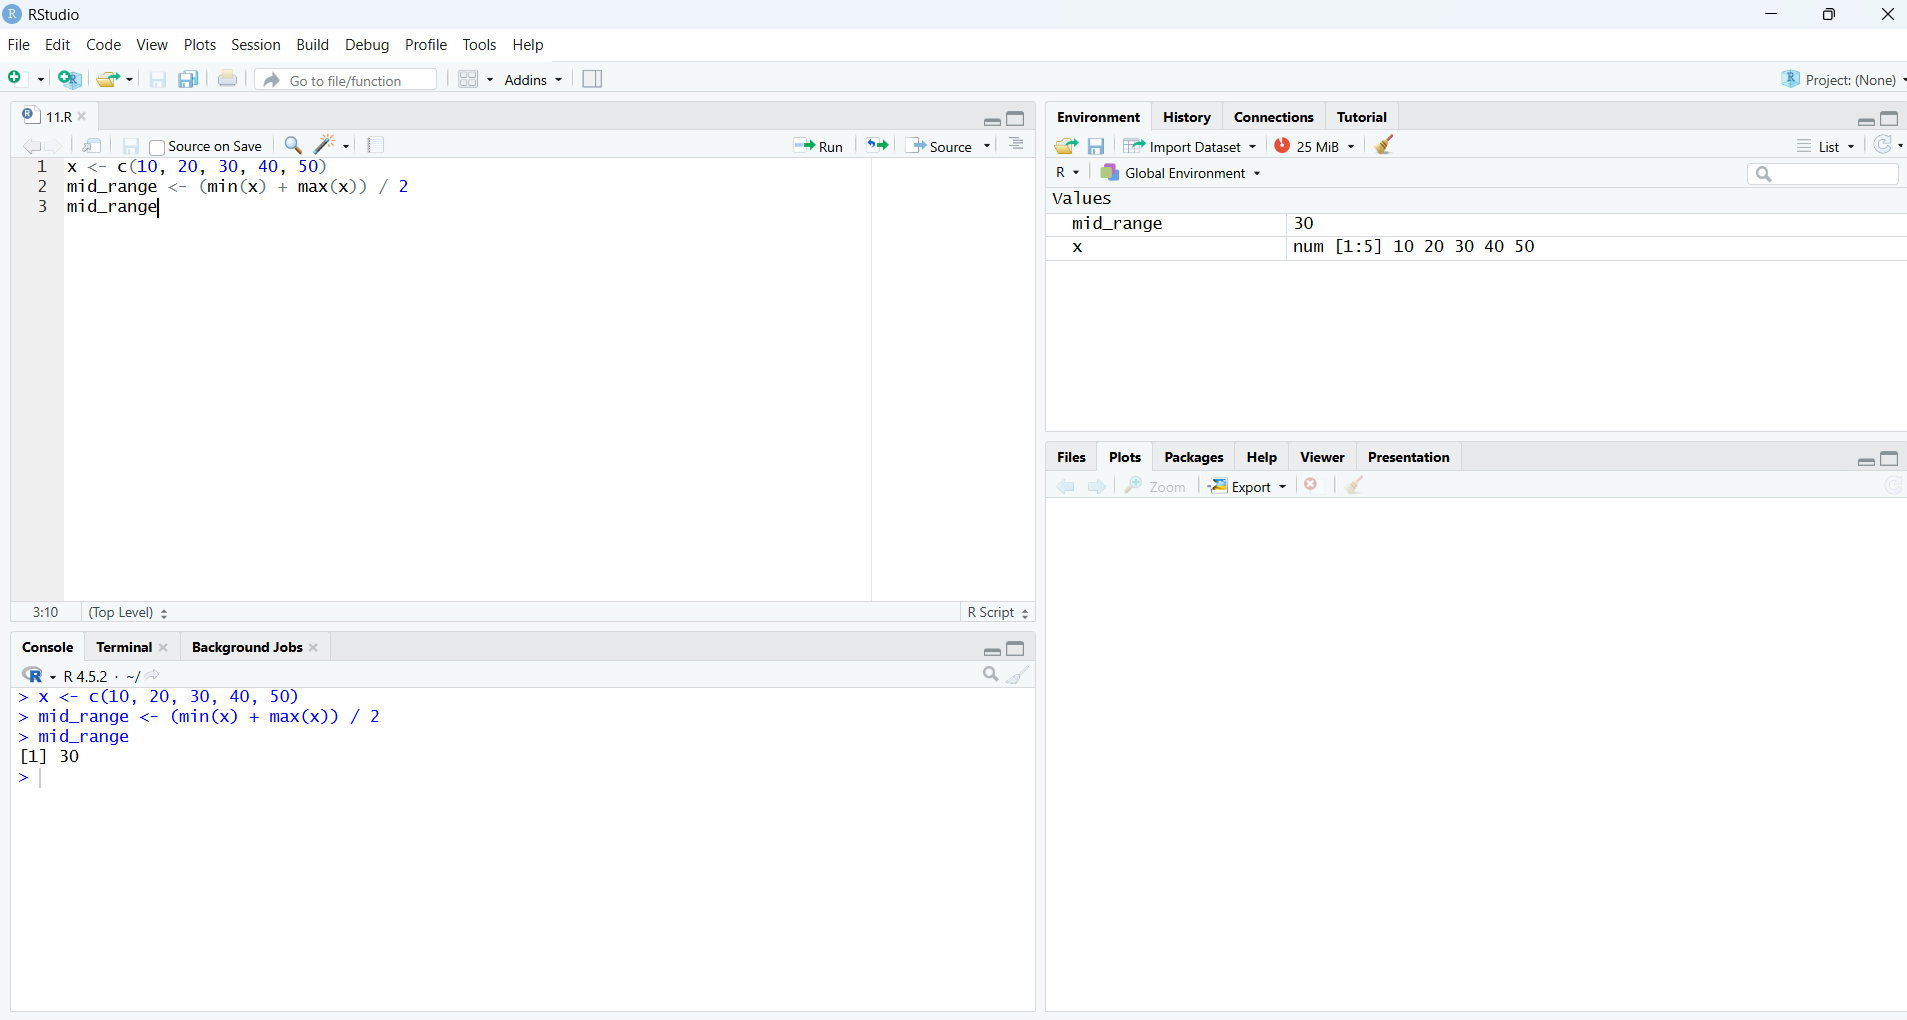 RStudio
File Edit Code View Plots Session Build Debug Profile Tools Help
Go to file/function Addins Project: (None)
11.R
Source on Save Run Source
1 x <- c(10, 20, 30, 40, 50)
2 mid_range <- (min(x) + max(x)) / 2
3 mid_range
3:10 (Top Level) R Script
Console Terminal Background Jobs
R 4.5.2 · ~/
> x <- c(10, 20, 30, 40, 50)
> mid_range <- (min(x) + max(x)) / 2
> mid_range
[1] 30
>
Environment History Connections Tutorial
Import Dataset 25 MiB List
R Global Environment
Values
mid_range 30
x num [1:5] 10 20 30 40 50
Files Plots Packages Help Viewer Presentation
Zoom Export